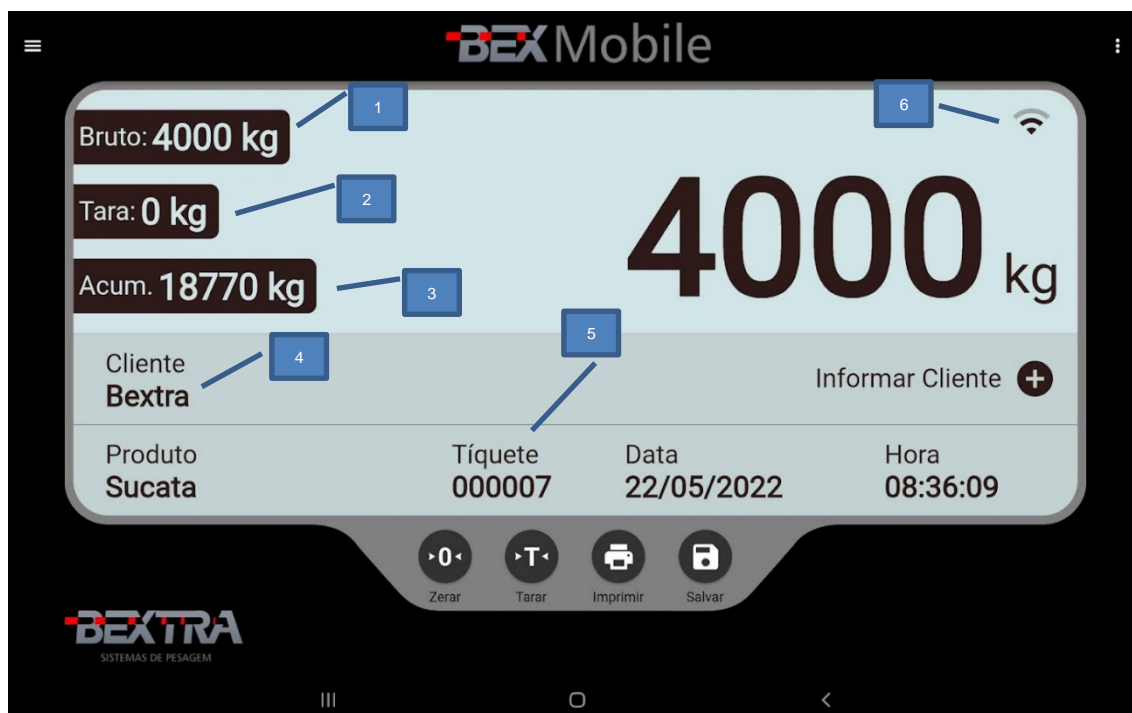 BEX Mobile
1
6
Bruto: 4000 kg
2
Tara: 0 kg
4000 kg
Acum. 18770 kg
3
5
4
Cliente
Bextra
Informar Cliente
Produto
Sucata
Tíquete
000007
Data
22/05/2022
Hora
08:36:09
0
T
Zerar
Tarar
Imprimir
Salvar
BEXTRA
SISTEMAS DE PESAGEM